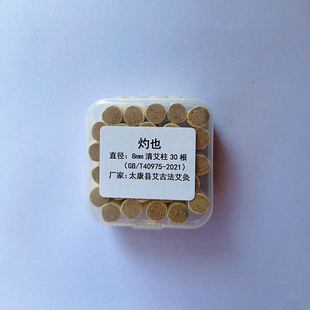 灼也
直径：8mm 清艾柱 30 根
（GB/T40975-2021）
厂家：太康县艾古法艾灸